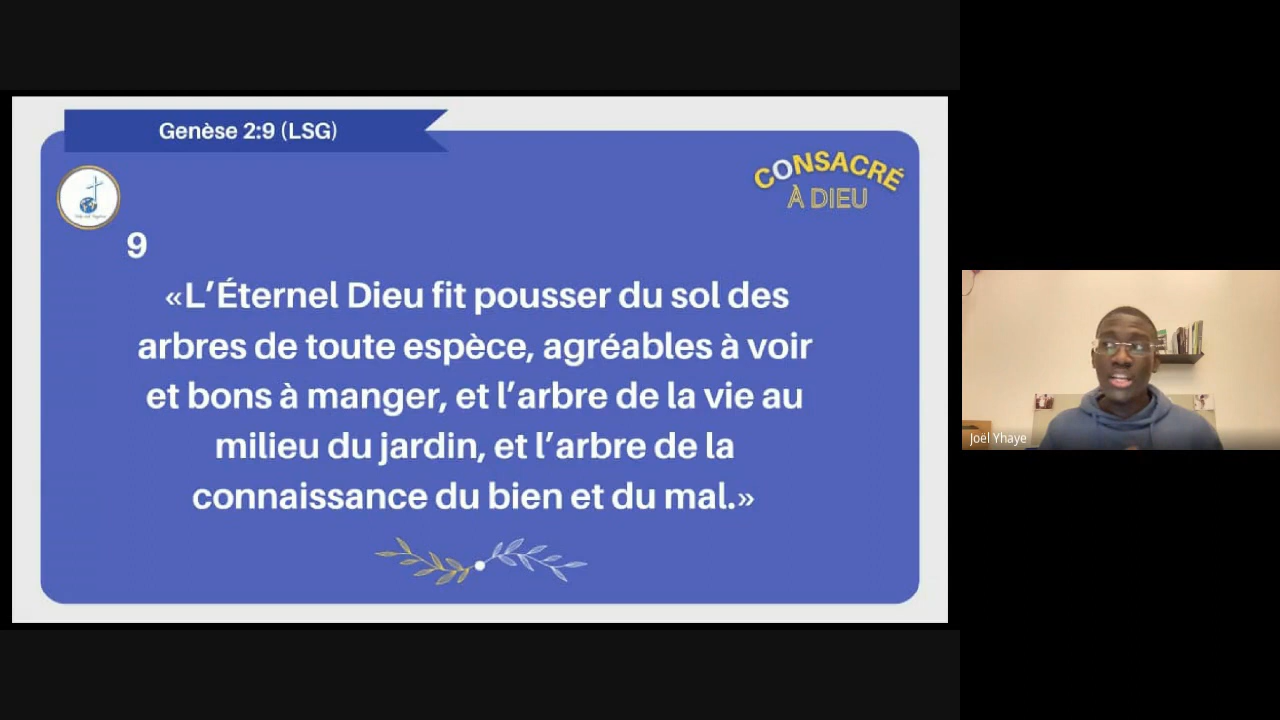 Genèse 2:9 (LSG)
CONSACRÉ
À DIEU
9
«L’Éternel Dieu fit pousser du sol des
arbres de toute espèce, agréables à voir
et bons à manger, et l’arbre de la vie au
milieu du jardin, et l’arbre de la
connaissance du bien et du mal.»
Joël Yhaye